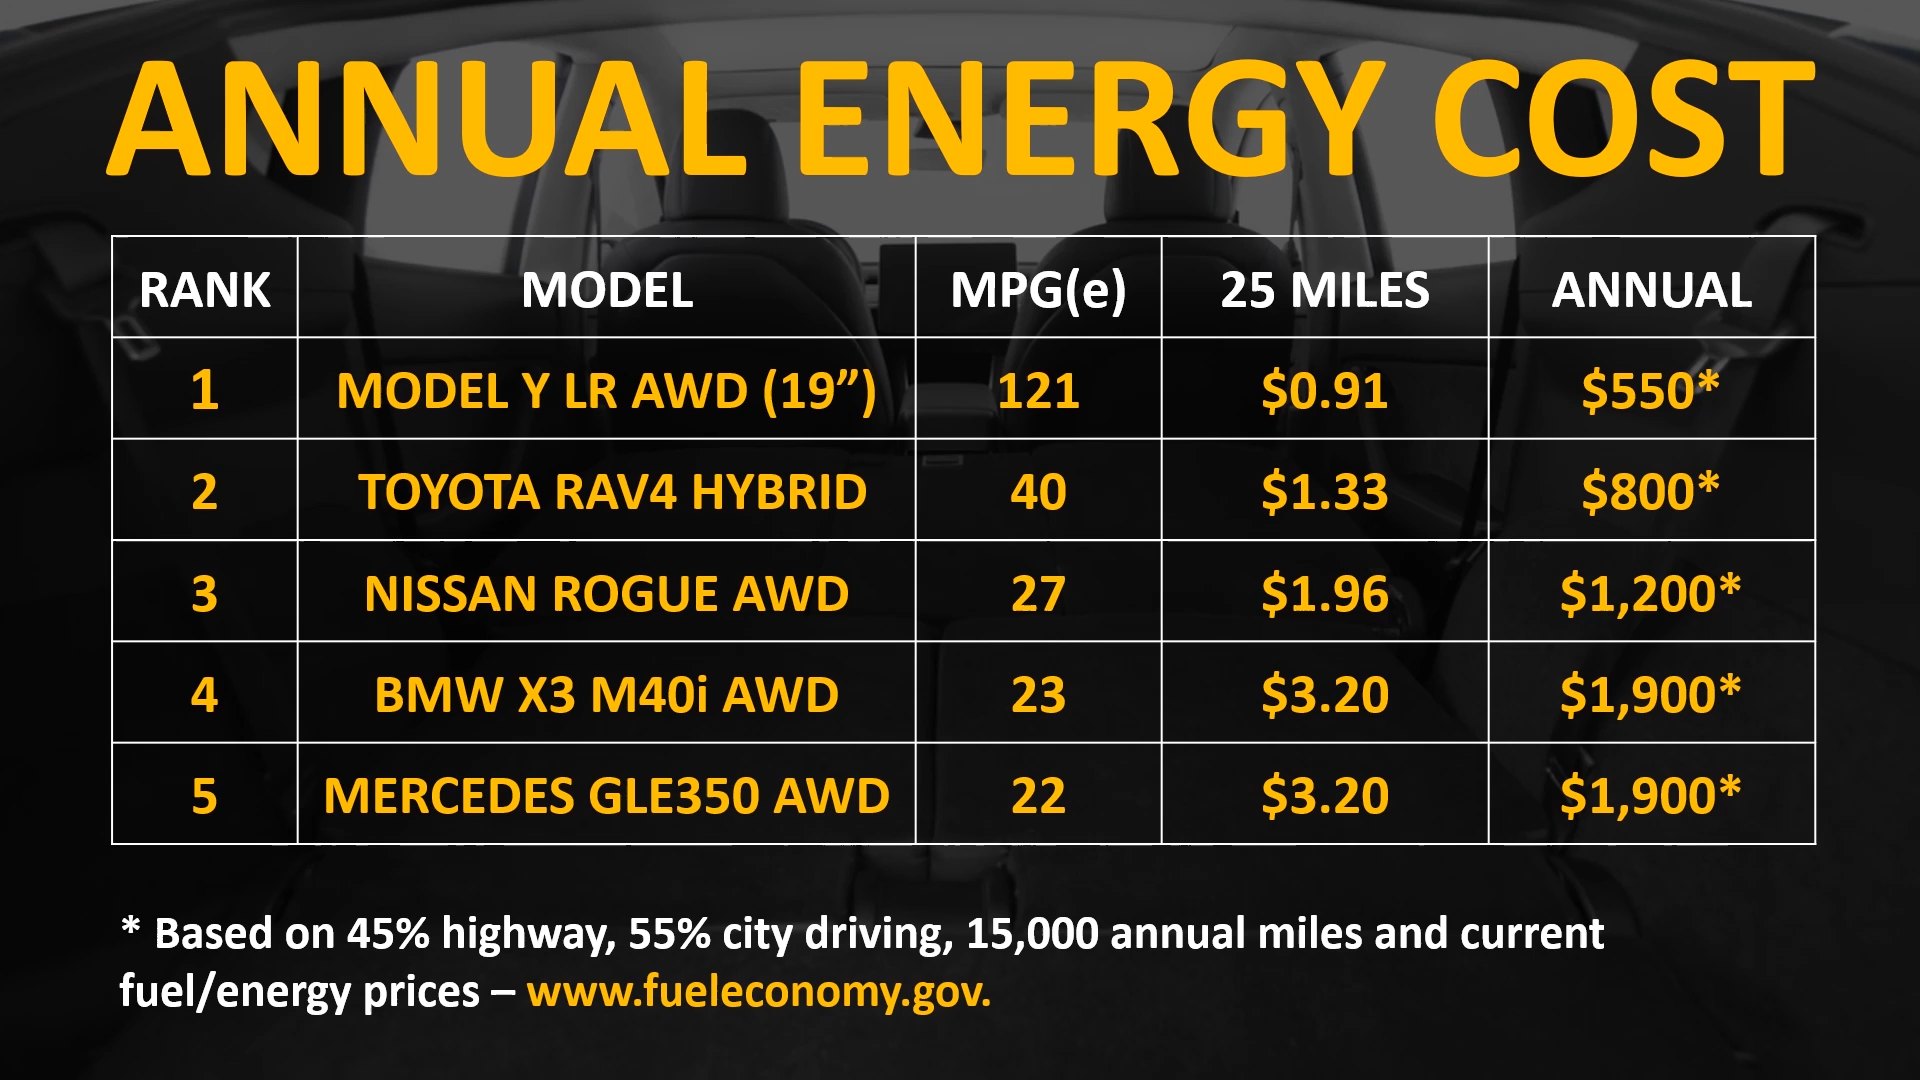 ANNUAL ENERGY COST
RANK MODEL MPG(e) 25 MILES ANNUAL
1 MODEL Y LR AWD (19”) 121 $0.91 $550*
2 TOYOTA RAV4 HYBRID 40 $1.33 $800*
3 NISSAN ROGUE AWD 27 $1.96 $1,200*
4 BMW X3 M40i AWD 23 $3.20 $1,900*
5 MERCEDES GLE350 AWD 22 $3.20 $1,900*
* Based on 45% highway, 55% city driving, 15,000 annual miles and current
fuel/energy prices – www.fueleconomy.gov.